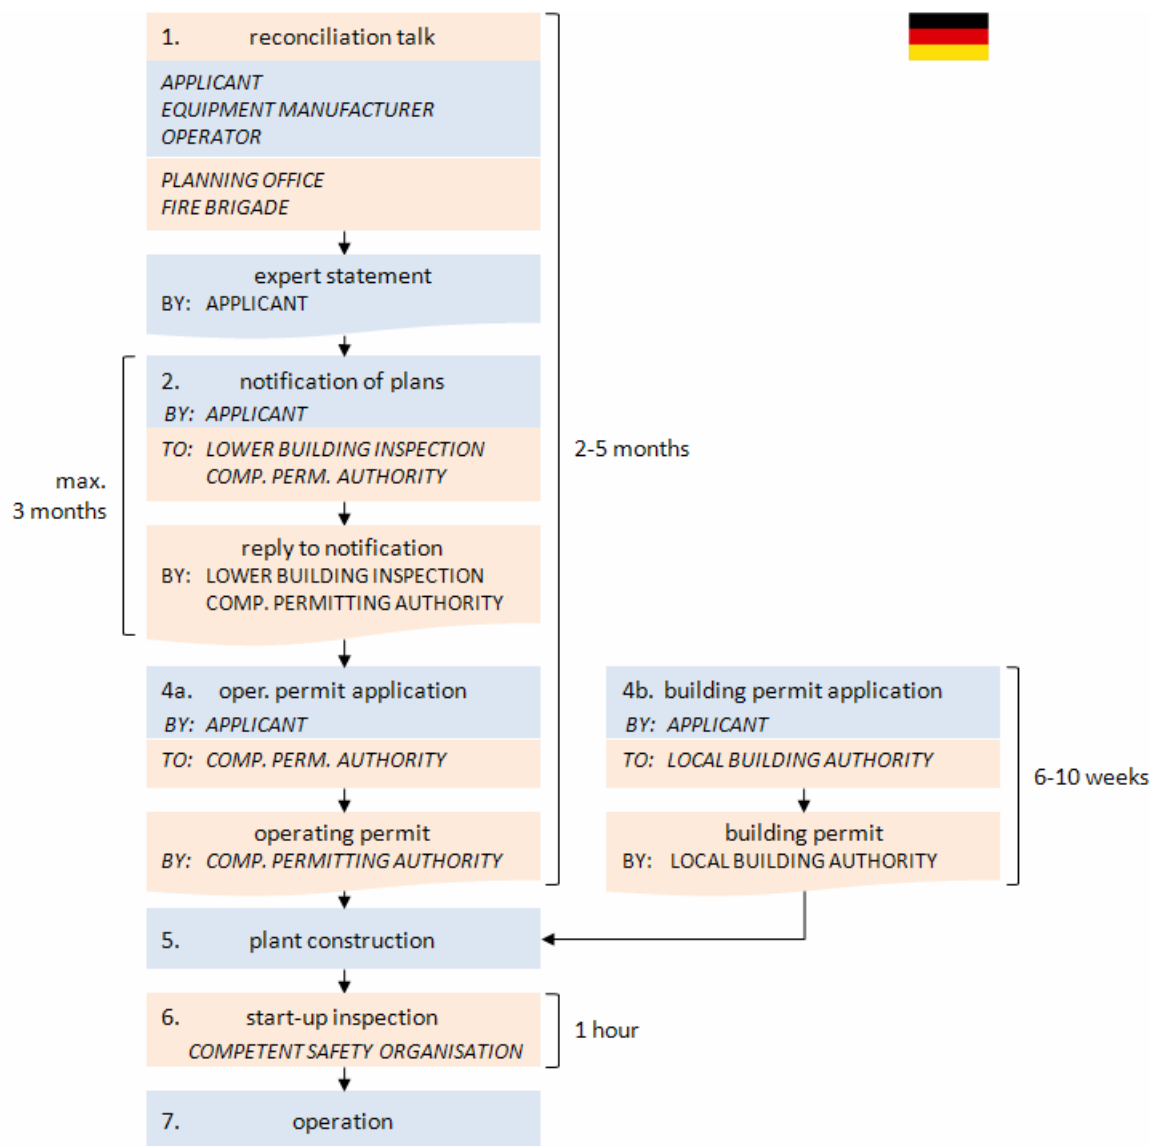 1. reconciliation talk
APPLICANT
EQUIPMENT MANUFACTURER
OPERATOR
PLANNING OFFICE
FIRE BRIGADE
expert statement
BY: APPLICANT
2. notification of plans
BY: APPLICANT
TO: LOWER BUILDING INSPECTION
COMP. PERM. AUTHORITY
2-5 months
max.
3 months
reply to notification
BY: LOWER BUILDING INSPECTION
COMP. PERMITTING AUTHORITY
4a. oper. permit application
BY: APPLICANT
TO: COMP. PERM. AUTHORITY
operating permit
BY: COMP. PERMITTING AUTHORITY
4b. building permit application
BY: APPLICANT
TO: LOCAL BUILDING AUTHORITY
6-10 weeks
building permit
BY: LOCAL BUILDING AUTHORITY
5. plant construction
6. start-up inspection
COMPETENT SAFETY ORGANISATION
1 hour
7. operation